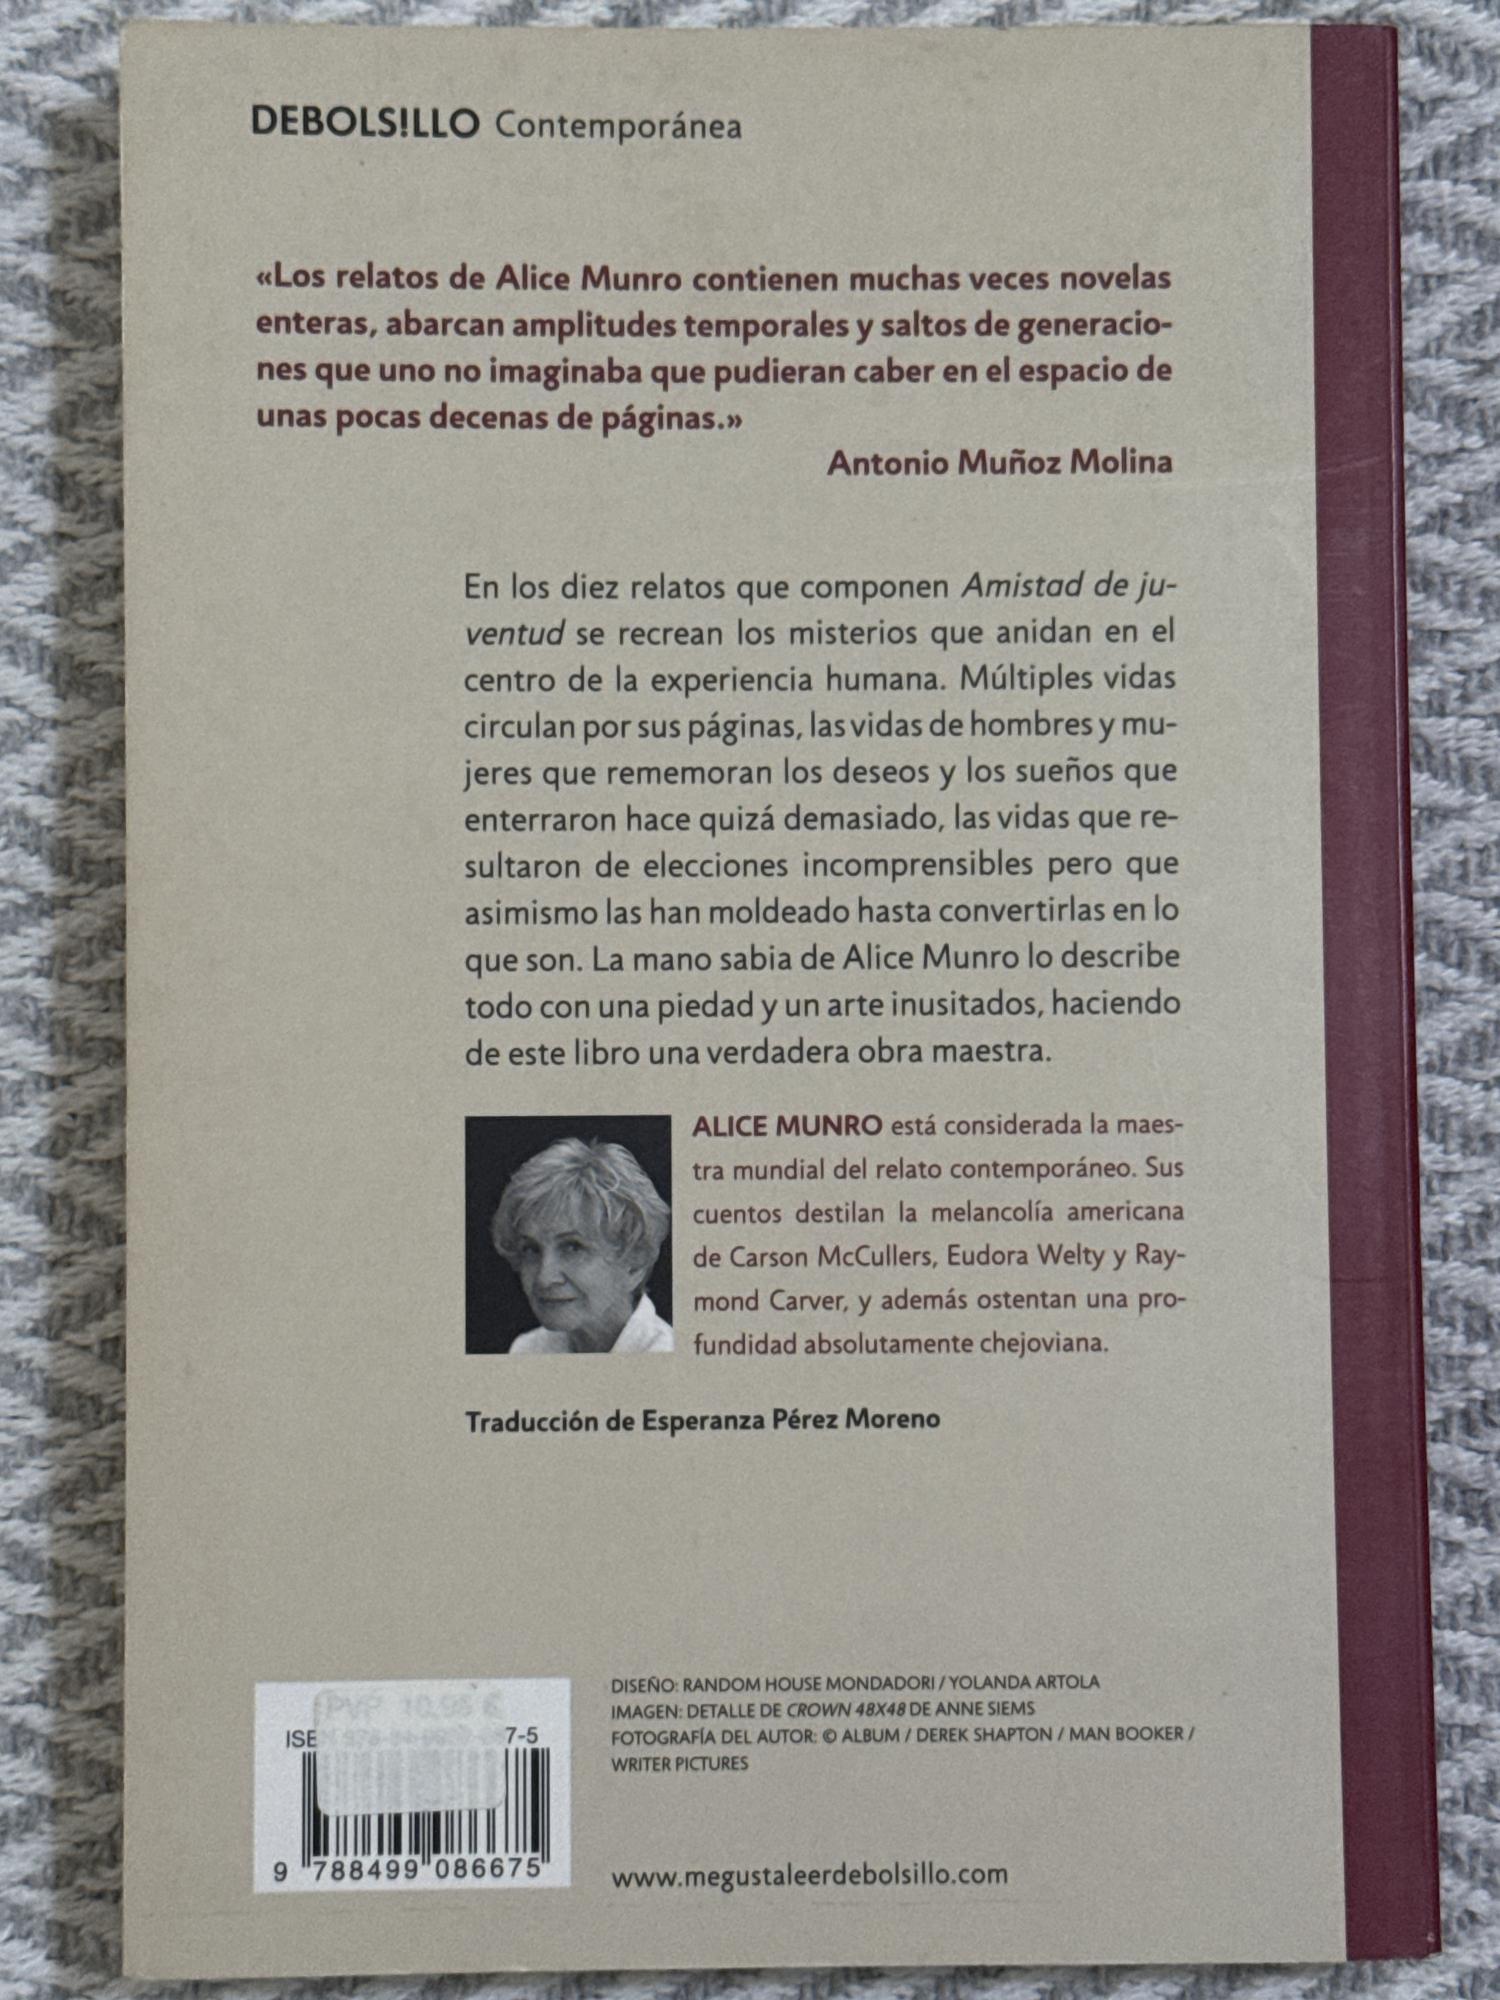 DEBOLS!LLO Contemporánea
«Los relatos de Alice Munro contienen muchas veces novelas
enteras, abarcan amplitudes temporales y saltos de generacio-
nes que uno no imaginaba que pudieran caber en el espacio de
unas pocas decenas de páginas.»
Antonio Muñoz Molina
En los diez relatos que componen Amistad de ju-
ventud se recrean los misterios que anidan en el
centro de la experiencia humana. Múltiples vidas
circulan por sus páginas, las vidas de hombres y mu-
jeres que rememoran los deseos y los sueños que
enterraron hace quizá demasiado, las vidas que re-
sultaron de elecciones incomprensibles pero que
asimismo las han moldeado hasta convertirlas en lo
que son. La mano sabia de Alice Munro lo describe
todo con una piedad y un arte inusitados, haciendo
de este libro una verdadera obra maestra.
ALICE MUNRO está considerada la maes-
tra mundial del relato contemporáneo. Sus
cuentos destilan la melancolía americana
de Carson McCullers, Eudora Welty y Ray-
mond Carver, y además ostentan una pro-
fundidad absolutamente chejoviana.
Traducción de Esperanza Pérez Moreno
DISEÑO: RANDOM HOUSE MONDADORI / YOLANDA ARTOLA
IMAGEN: DETALLE DE CROWN 48X48 DE ANNE SIEMS
FOTOGRAFÍA DEL AUTOR: © ALBUM / DEREK SHAPTON / MAN BOOKER /
WRITER PICTURES
PVP 10,95 €
7-5
9 788499 086675
www.megustaleerdebolsillo.com